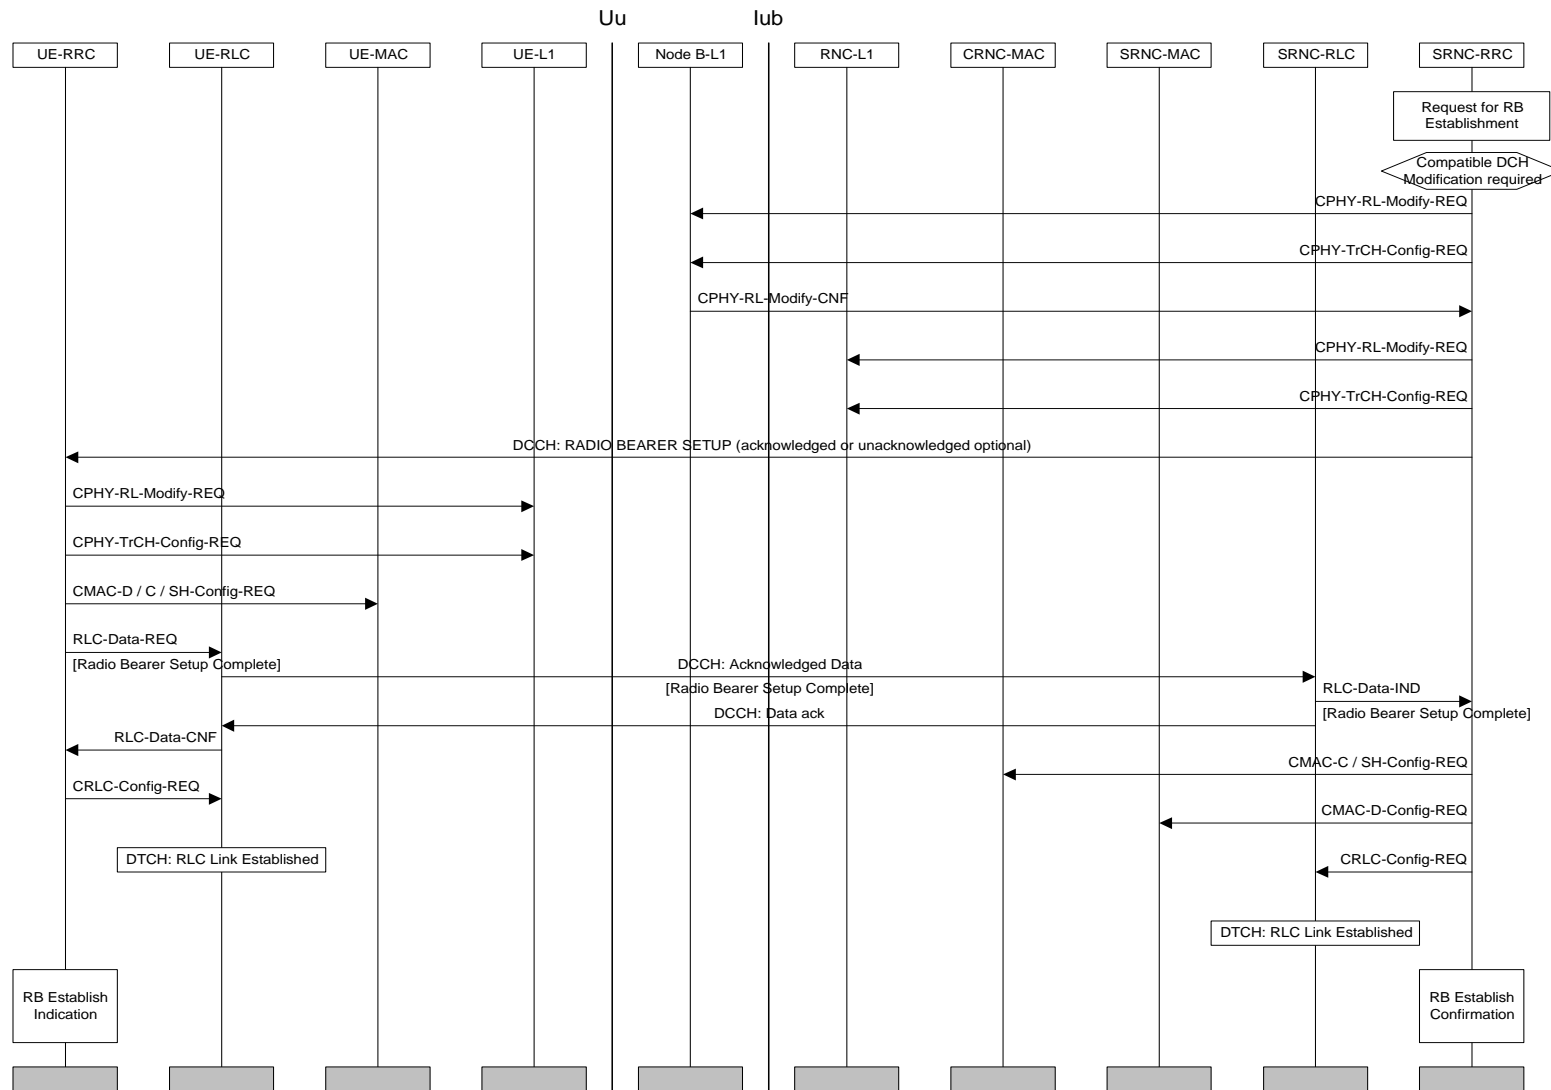 Uu
Iub
UE-RRC
UE-RLC
UE-MAC
UE-L1
Node B-L1
RNC-L1
CRNC-MAC
SRNC-MAC
SRNC-RLC
SRNC-RRC
Request for RB
Establishment
Compatible DCH
Modification required
CPHY-RL-Modify-REQ
CPHY-TrCH-Config-REQ
CPHY-RL-Modify-CNF
CPHY-RL-Modify-REQ
CPHY-TrCH-Config-REQ
DCCH: RADIO BEARER SETUP (acknowledged or unacknowledged optional)
CPHY-RL-Modify-REQ
CPHY-TrCH-Config-REQ
CMAC-D / C / SH-Config-REQ
RLC-Data-REQ
[Radio Bearer Setup Complete]
DCCH: Acknowledged Data
[Radio Bearer Setup Complete]
RLC-Data-IND
[Radio Bearer Setup Complete]
DCCH: Data ack
RLC-Data-CNF
CMAC-C / SH-Config-REQ
CRLC-Config-REQ
CMAC-D-Config-REQ
DTCH: RLC Link Established
CRLC-Config-REQ
DTCH: RLC Link Established
RB Establish
Indication
RB Establish
Confirmation